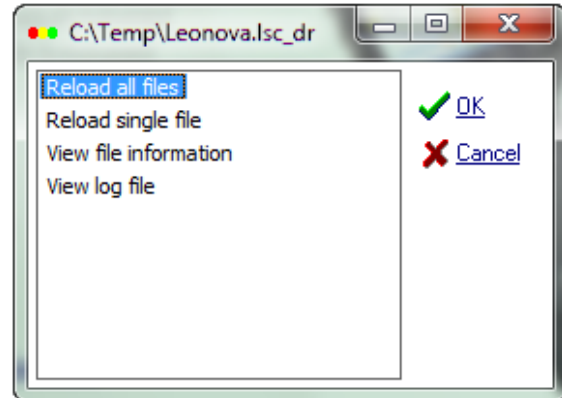 C:\Temp\Leonova.lsc_dr
Reload all files
Reload single file
View file information
View log file
OK
Cancel